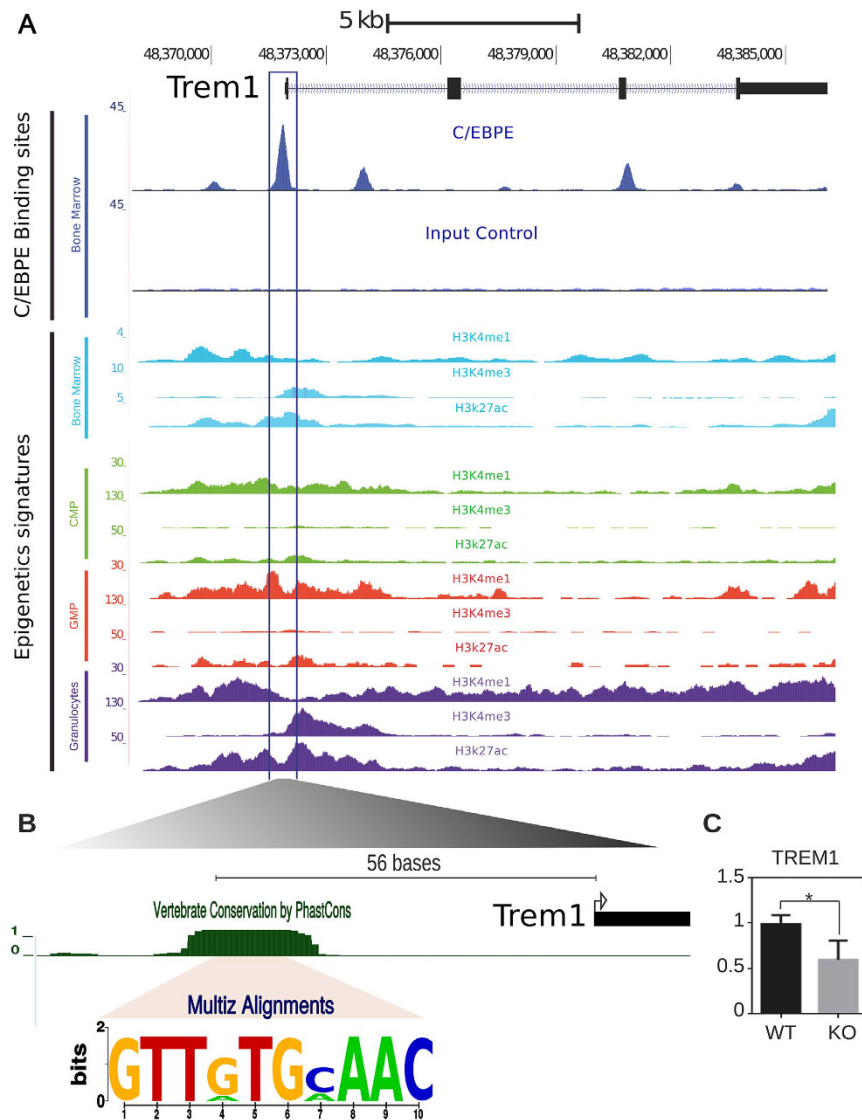 A
5 kb
48,370,000 48,373,000 48,376,000 48,379,000 48,382,000 48,385,000
Trem1
C/EBPE Binding sites
Bone Marrow
45
C/EBPE
45
Input Control
Epigenetics signatures
Bone Marrow
4
H3K4me1
10
H3K4me3
5
H3k27ac
CMP
30
H3K4me1
130
H3K4me3
50
H3k27ac
GMP
30
H3K4me1
130
H3K4me3
50
H3k27ac
Granulocytes
30
H3K4me1
130
H3K4me3
50
H3k27ac
B
56 bases
Vertebrate Conservation by PhastCons
1
0
Trem1
Multiz Alignments
bits
2
0
GTTGTGCAAC
A A
1 2 3 4 5 6 7 8 9 10
C
TREM1
1.5
1
0.5
0
*
WT KO